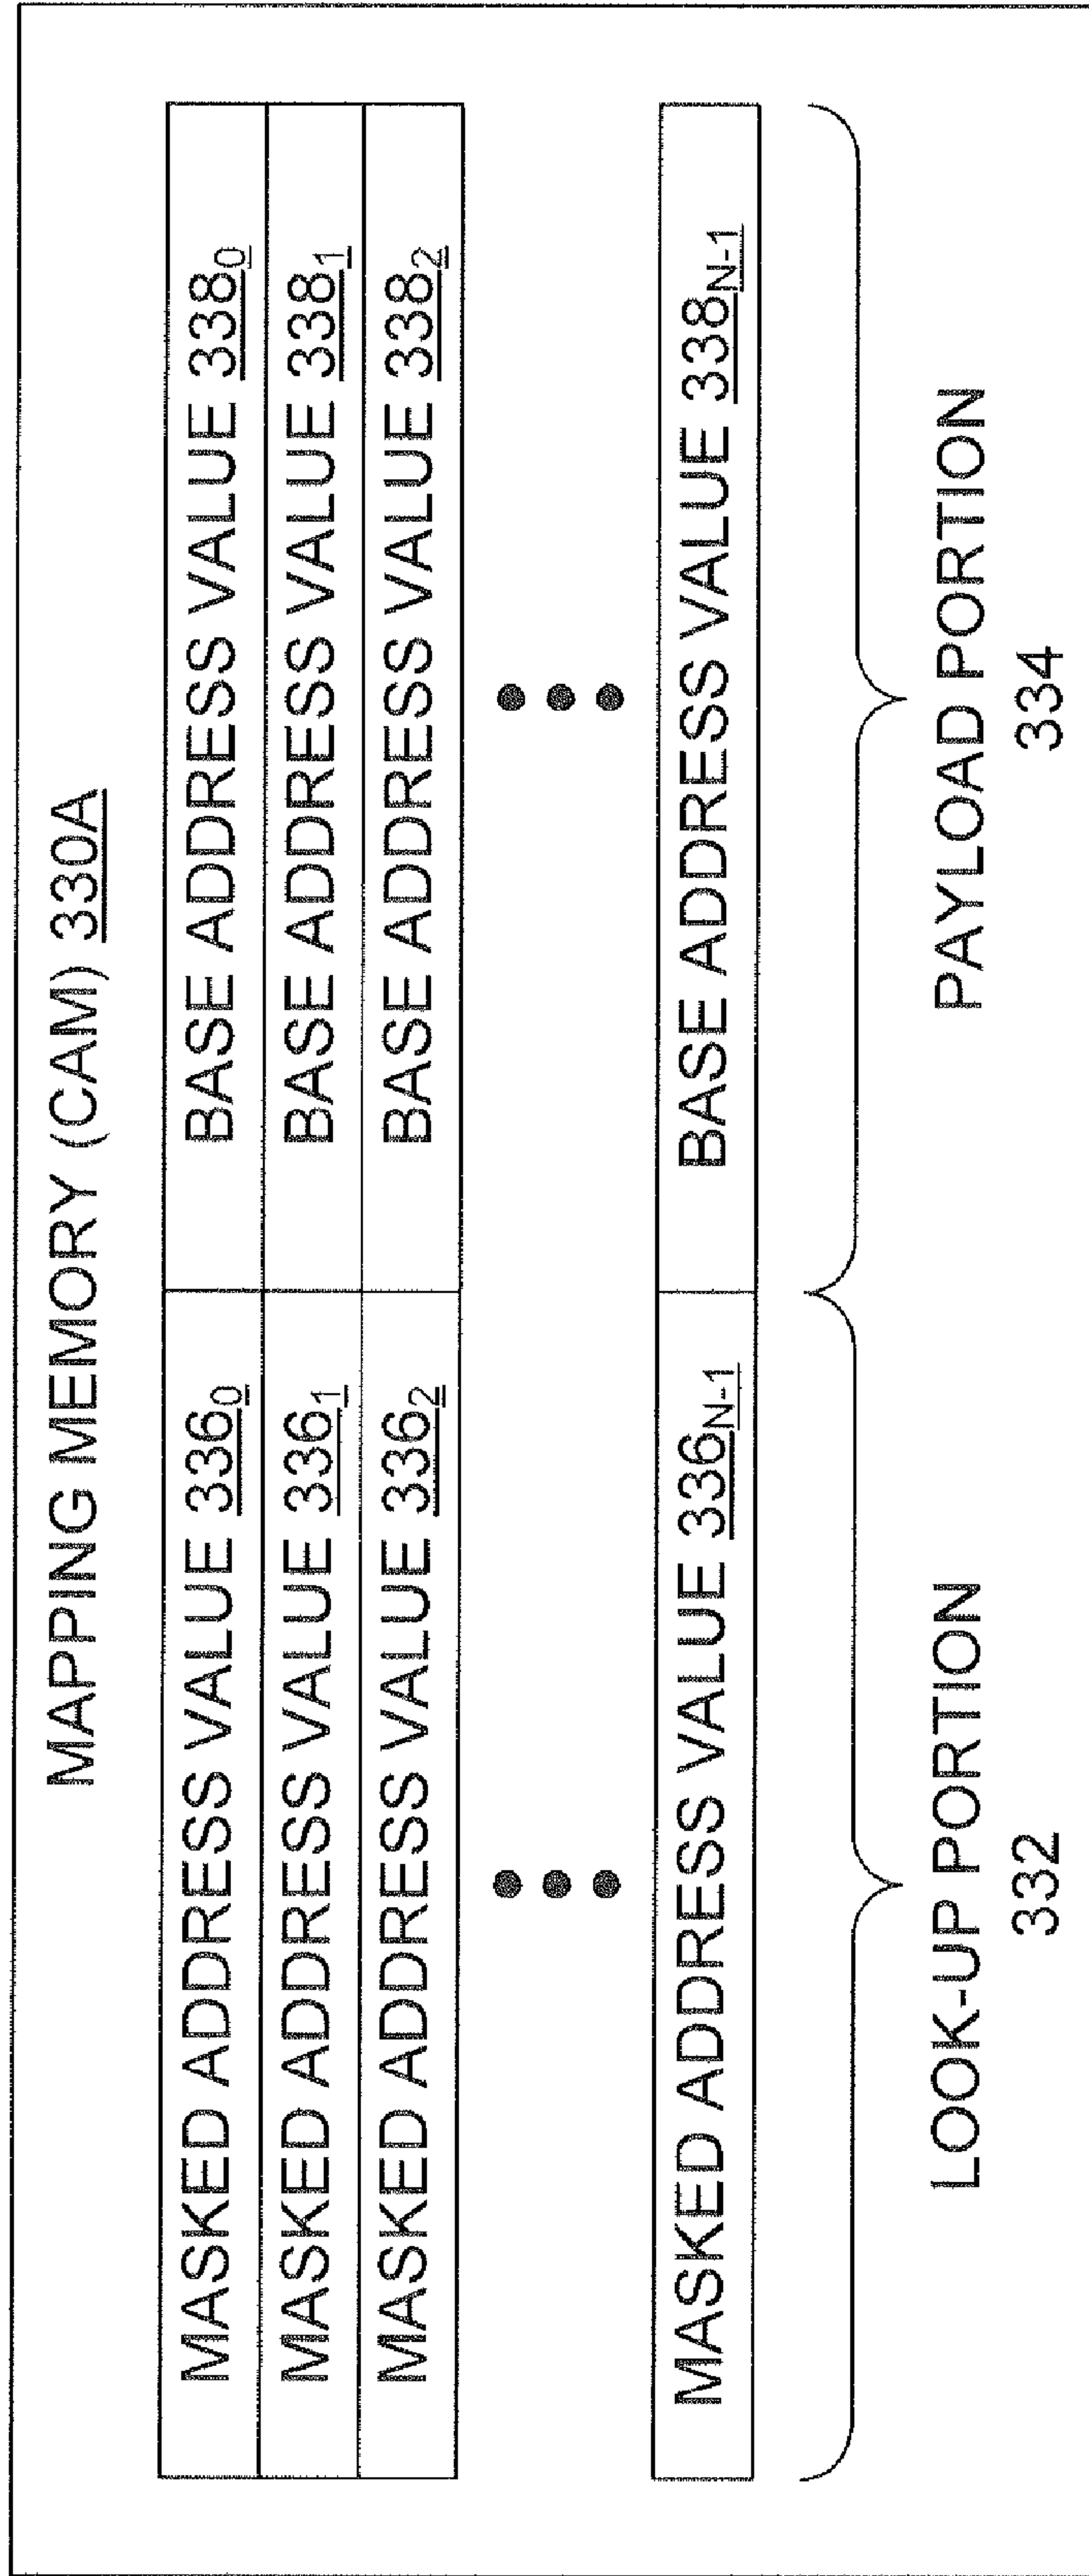 MAPPING MEMORY (CAM) 330A
MASKED ADDRESS VALUE 336₀ BASE ADDRESS VALUE 338₀
MASKED ADDRESS VALUE 336₁ BASE ADDRESS VALUE 338₁
MASKED ADDRESS VALUE 336₂ BASE ADDRESS VALUE 338₂
MASKED ADDRESS VALUE 336N-1 BASE ADDRESS VALUE 338N-1
LOOK-UP PORTION PAYLOAD PORTION
332 334